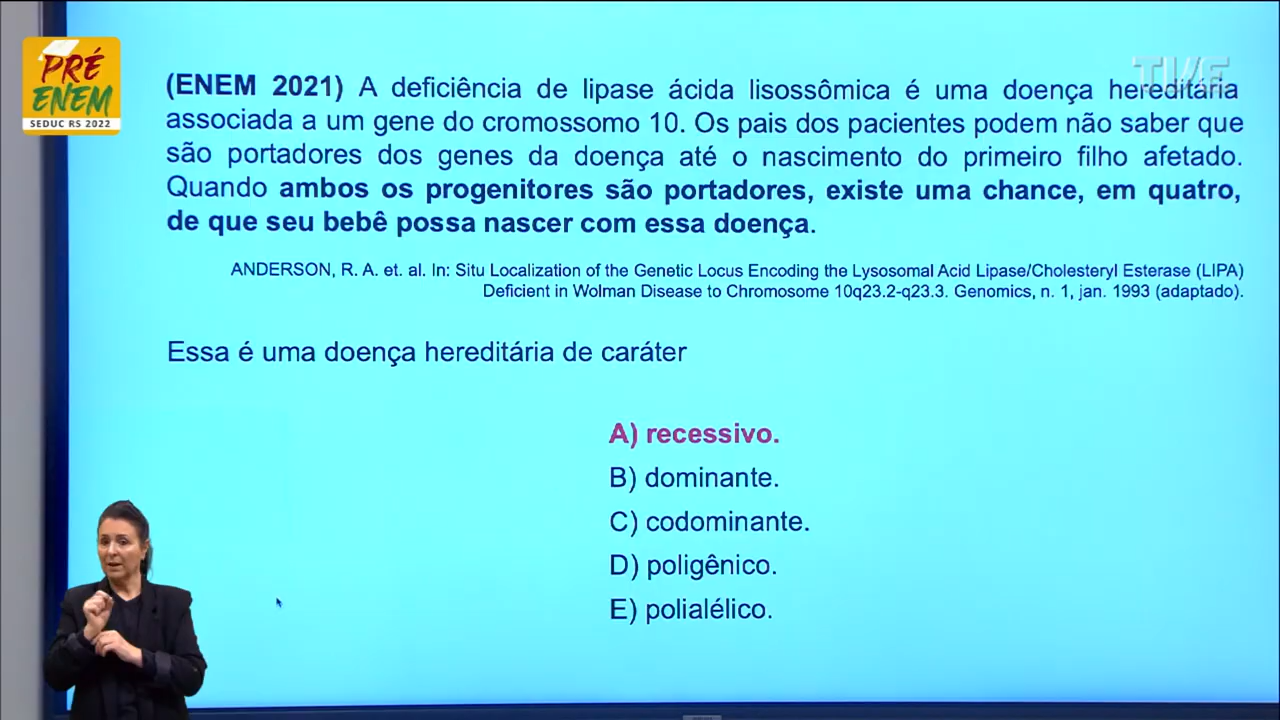 PRÉ
ENEM
SEDUC RS 2022
TVE
(ENEM 2021) A deficiência de lipase ácida lisossômica é uma doença hereditária
associada a um gene do cromossomo 10. Os pais dos pacientes podem não saber que
são portadores dos genes da doença até o nascimento do primeiro filho afetado.
Quando ambos os progenitores são portadores, existe uma chance, em quatro,
de que seu bebê possa nascer com essa doença.
ANDERSON, R. A. et. al. In: Situ Localization of the Genetic Locus Encoding the Lysosomal Acid Lipase/Cholesteryl Esterase (LIPA)
Deficient in Wolman Disease to Chromosome 10q23.2-q23.3. Genomics, n. 1, jan. 1993 (adaptado).
Essa é uma doença hereditária de caráter
A) recessivo.
B) dominante.
C) codominante.
D) poligênico.
E) polialélico.